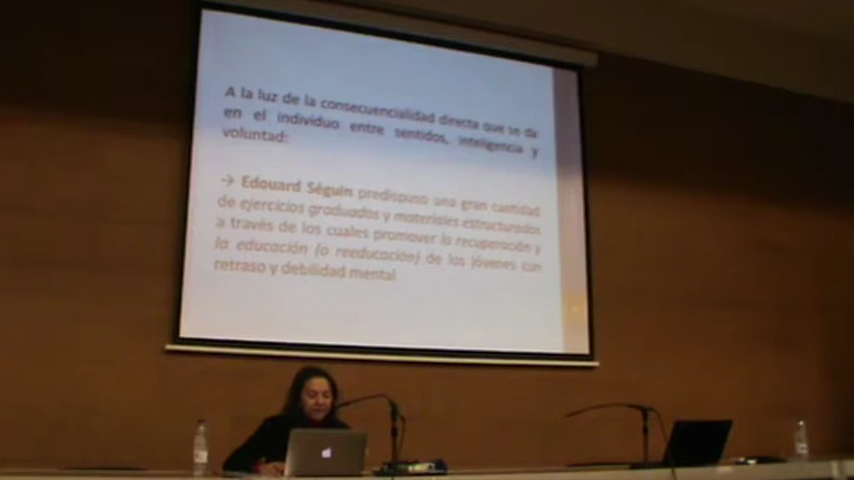 A la luz de la consecuencialidad directa que se da
en el individuo entre sentidos, inteligencia y
voluntad:
→ Edouard Séguin predispuso una gran cantidad
de ejercicios graduados y materiales estructurados
a través de los cuales promover la recuperación y
la educación (o reeducación) de los jóvenes con
retraso y debilidad mental